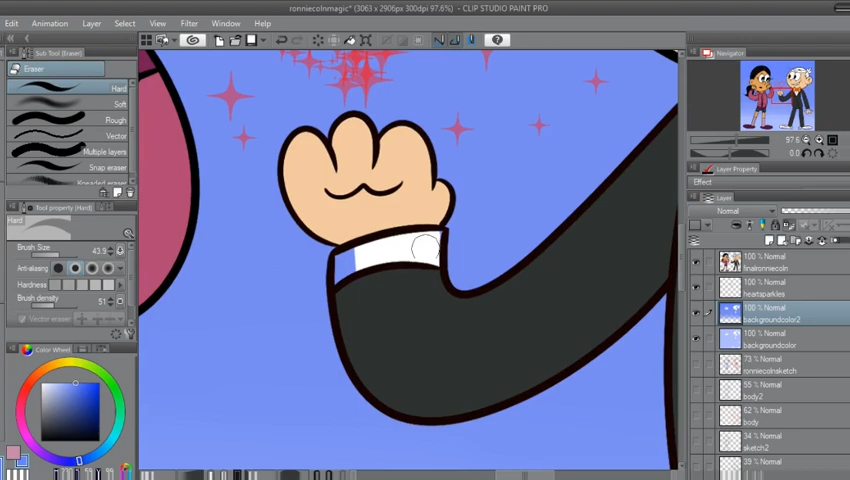 ronniecolnmagic* (3063 x 2906px 300dpi 97.6%) - CLIP STUDIO PAINT PRO
File Edit Layer Select View Filter Window Help
Sub Tool (Eraser)
Eraser
Hard
Soft
Rough
Vector
Multiple layers
Snap eraser
Kneaded eraser
Tool property (Hard)
Hard
Brush Size 43.9
Anti-aliasing
Hardness
Brush density 51
Vector eraser
Color Wheel
Navigator
97.6
0.0
Layer Property
Effect
Layer
Normal
100 % Normal
finalronniecoln
100 % Normal
heartsparkles
100 % Normal
backgroundcolor2
100 % Normal
backgroundcolor
73 % Normal
ronniecolnsketch
55 % Normal
body2
62 % Normal
body
34 % Normal
sketch2
39 % Normal